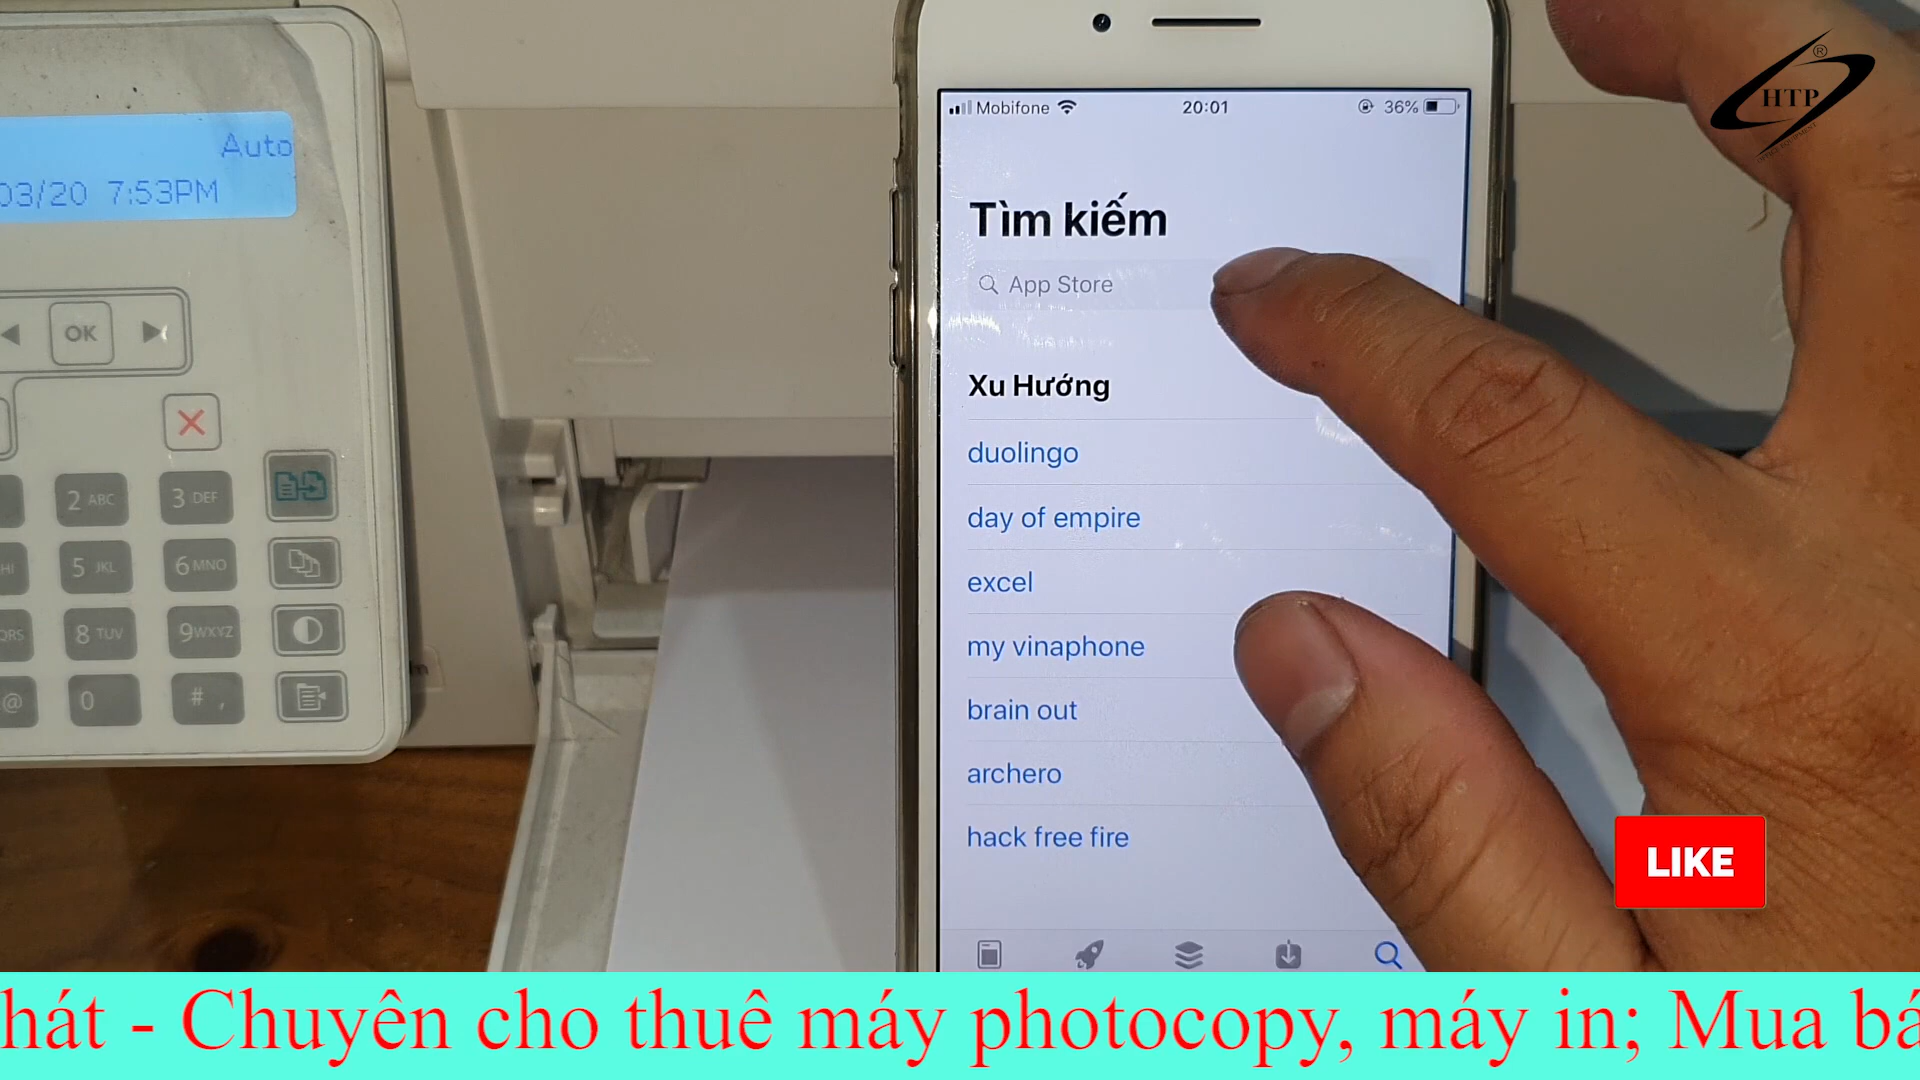 Auto
03/20 7:53PM
OK
2 ABC
3 DEF
HI
5 JKL
6 MNO
QRS
8 TUV
9 WXYZ
@
0
# ,
Mobifone
20:01
36%
Tìm kiếm
App Store
Xu Hướng
duolingo
day of empire
excel
my vinaphone
brain out
archero
hack free fire
HTP
®
LIKE
hát - Chuyên cho thuê máy photocopy, máy in; Mua bá